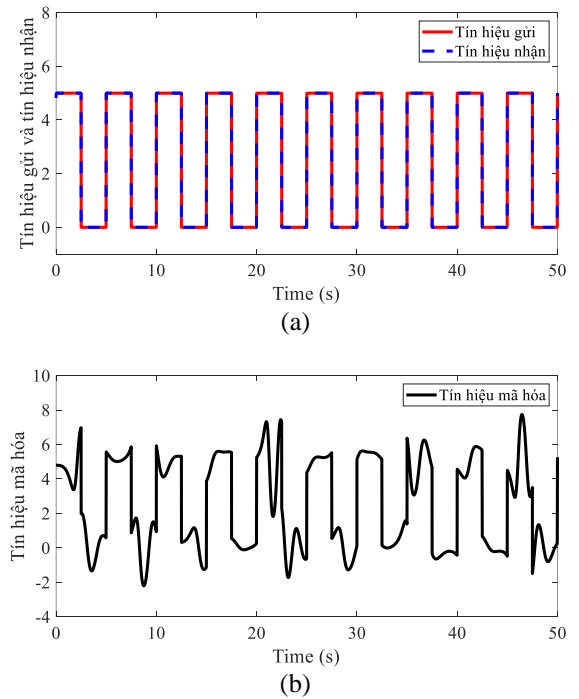 8
6
4
2
0
Tín hiệu gửi và tín hiệu nhận
Tín hiệu gửi
Tín hiệu nhận
0 10 20 30 40 50
Time (s)
(a)
10
8
6
4
2
0
-2
-4
Tín hiệu mã hóa
Tín hiệu mã hóa
0 10 20 30 40 50
Time (s)
(b)